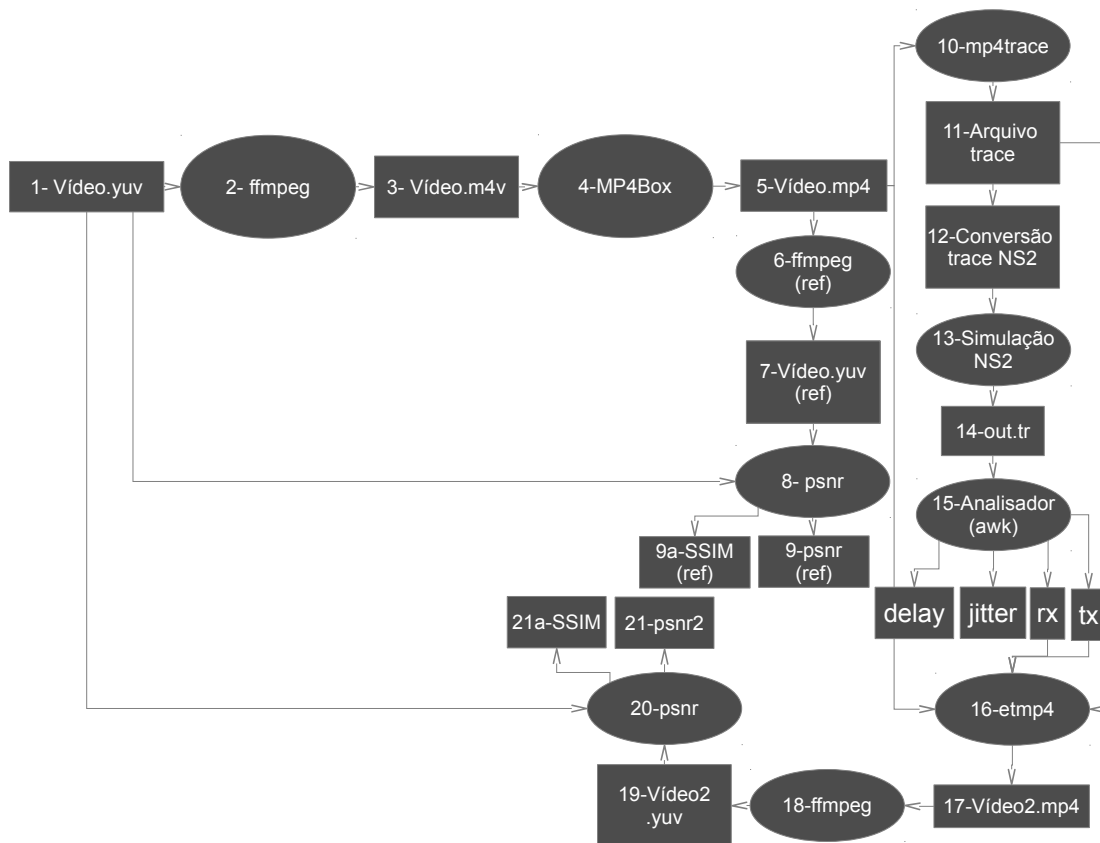 1- Vídeo.yuv
2- ffmpeg
3- Vídeo.m4v
4-MP4Box
5-Vídeo.mp4
6-ffmpeg
(ref)
7-Vídeo.yuv
(ref)
8- psnr
9a-SSIM
(ref)
9-psnr
(ref)
10-mp4trace
11-Arquivo
trace
12-Conversão
trace NS2
13-Simulação
NS2
14-out.tr
15-Analisador
(awk)
delay
jitter
rx
tx
16-etmp4
17-Vídeo2.mp4
18-ffmpeg
19-Vídeo2
.yuv
20-psnr
21a-SSIM
21-psnr2